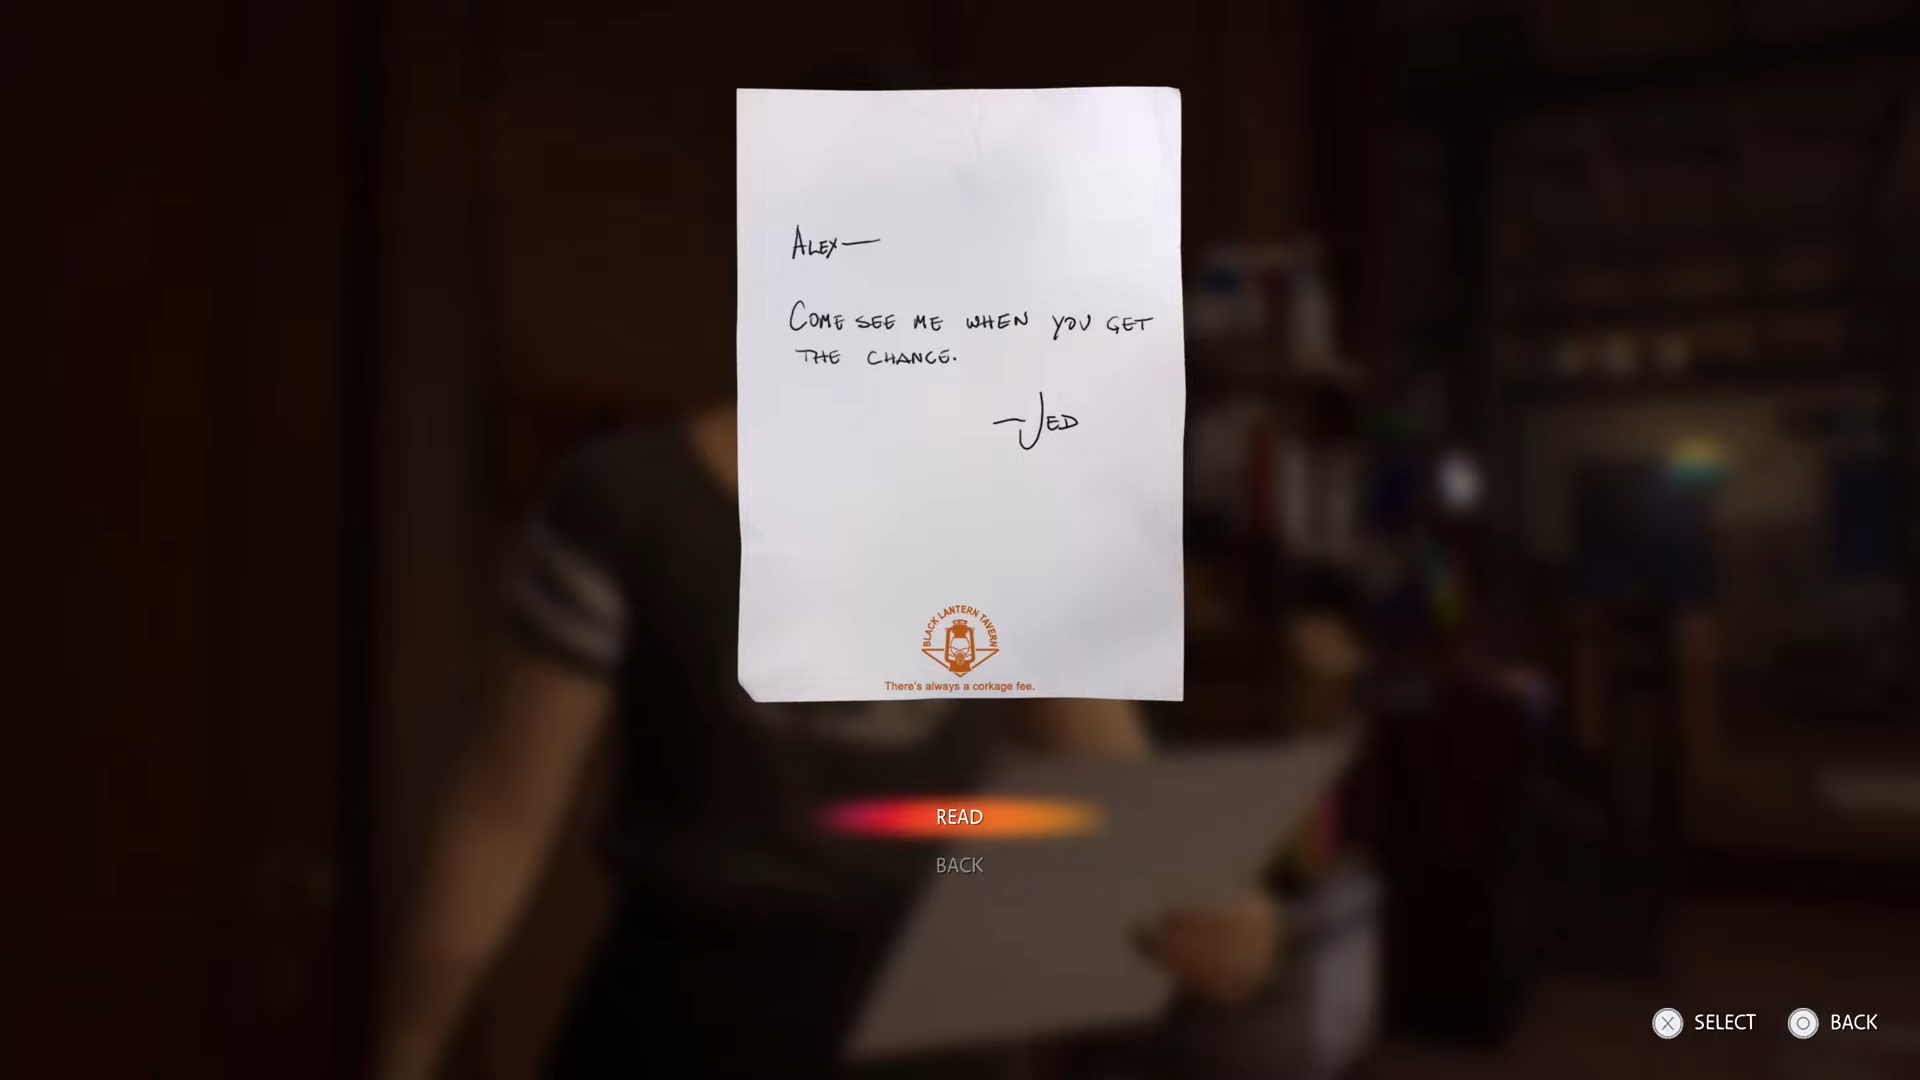 ALEX—
COME SEE ME WHEN YOU GET
THE CHANCE.
—JED
BLACK LANTERN TAVERN
There's always a corkage fee.
READ
BACK
SELECT BACK